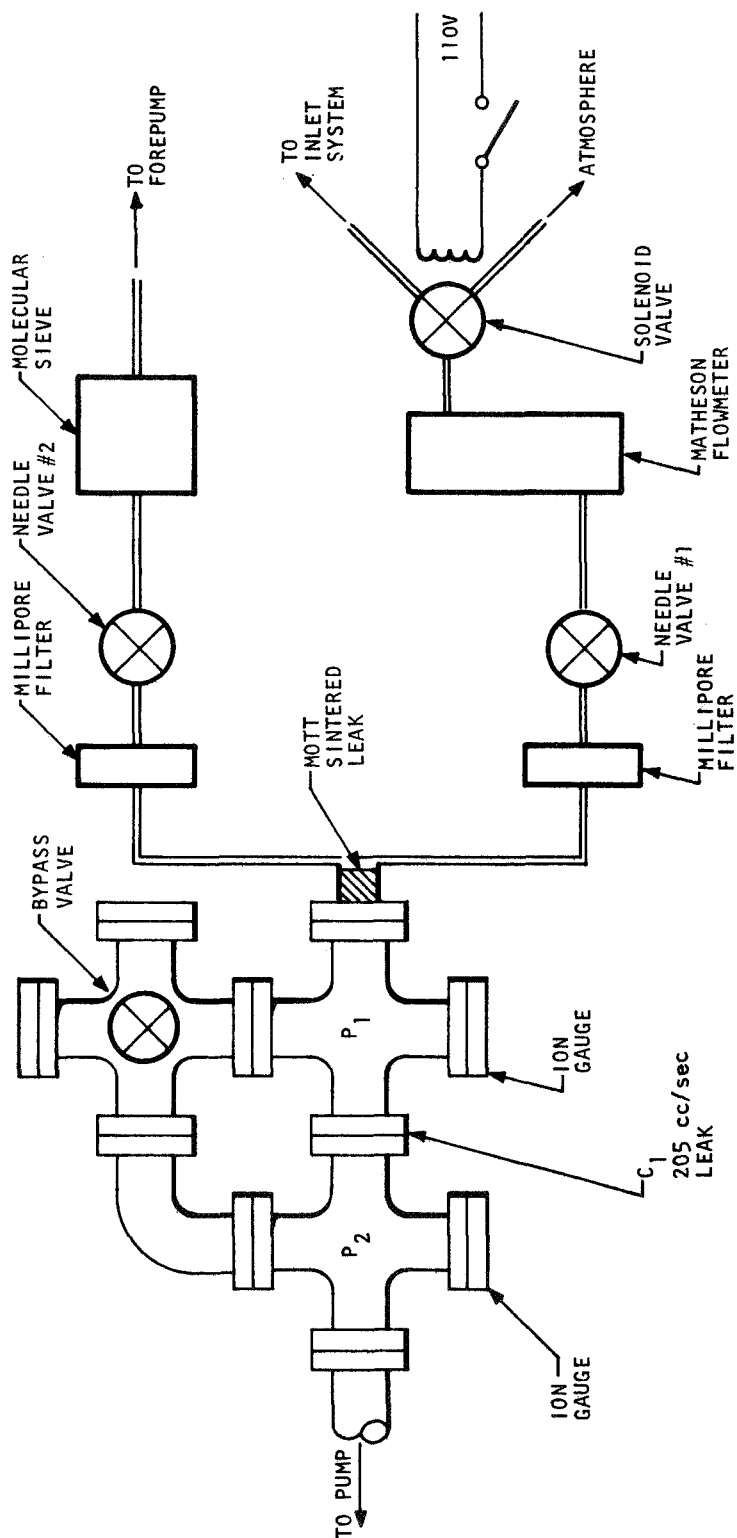 TO PUMP
ION
GAUGE
P2
BYPASS
VALVE
P1
C1
205 cc/sec
LEAK
ION
GAUGE
MOTT
SINTERED
LEAK
MILLIPORE
FILTER
NEEDLE
VALVE #2
MOLECULAR
SIEVE
TO
FOREPUMP
MILLIPORE
FILTER
NEEDLE
VALVE #1
MATHESON
FLOWMETER
SOLENOID
VALVE
TO
INLET
SYSTEM
ATMOSPHERE
110V